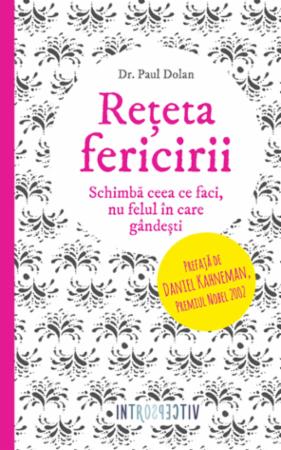 Dr. Paul Dolan
Rețeta
fericirii
Schimbă ceea ce faci,
nu felul în care
gândești
Prefață de
Daniel Kahneman,
Premiul Nobel 2002
INTROSPECTIV